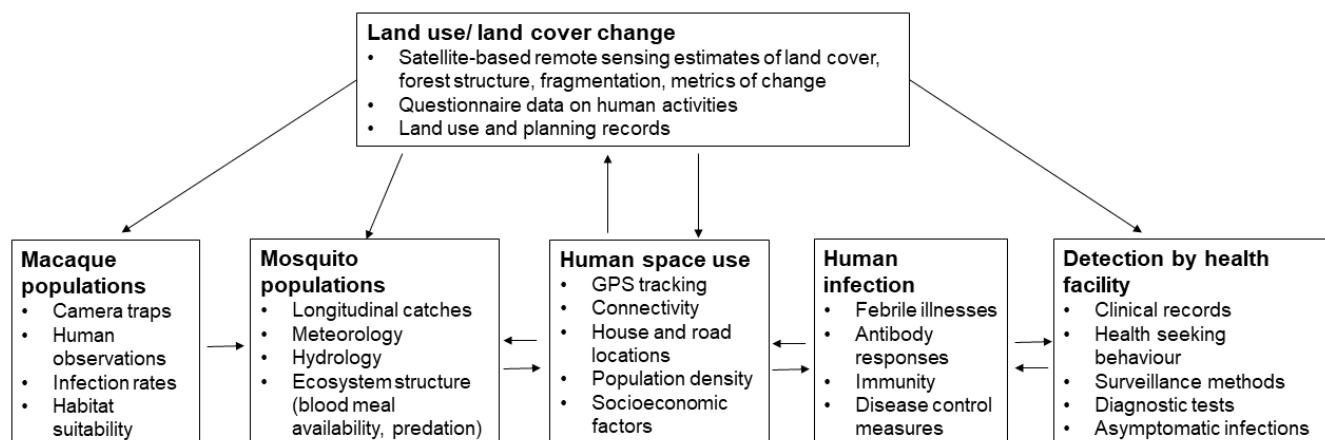 Land use/ land cover change
• Satellite-based remote sensing estimates of land cover,
forest structure, fragmentation, metrics of change
• Questionnaire data on human activities
• Land use and planning records
Macaque
populations
• Camera traps
• Human
observations
• Infection rates
• Habitat
suitability
Mosquito
populations
• Longitudinal catches
• Meteorology
• Hydrology
• Ecosystem structure
(blood meal
availability, predation)
Human space use
• GPS tracking
• Connectivity
• House and road
locations
• Population density
• Socioeconomic
factors
Human
infection
• Febrile illnesses
• Antibody
responses
• Immunity
• Disease control
measures
Detection by health
facility
• Clinical records
• Health seeking
behaviour
• Surveillance methods
• Diagnostic tests
• Asymptomatic infections